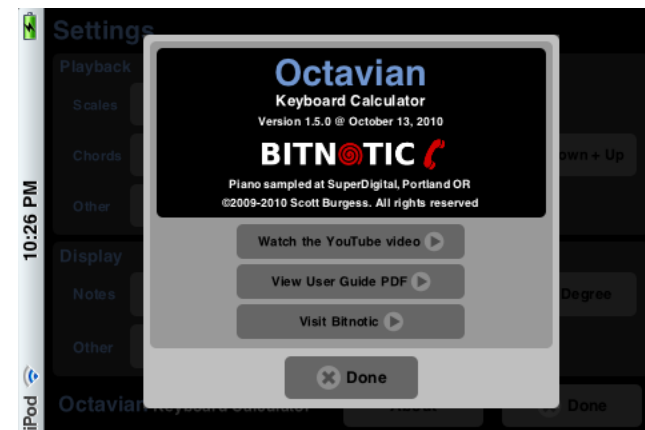 Settings
Playback
Scales
Chords
own + Up
Other
Display
Notes
Degree
Other
Octavian Keyboard Calculator
About
Done
iPod
10:26 PM
Octavian
Keyboard Calculator
Version 1.5.0 @ October 13, 2010
BITNOTIC
Piano sampled at SuperDigital, Portland OR
©2009-2010 Scott Burgess. All rights reserved
Watch the YouTube video
View User Guide PDF
Visit Bitnotic
Done